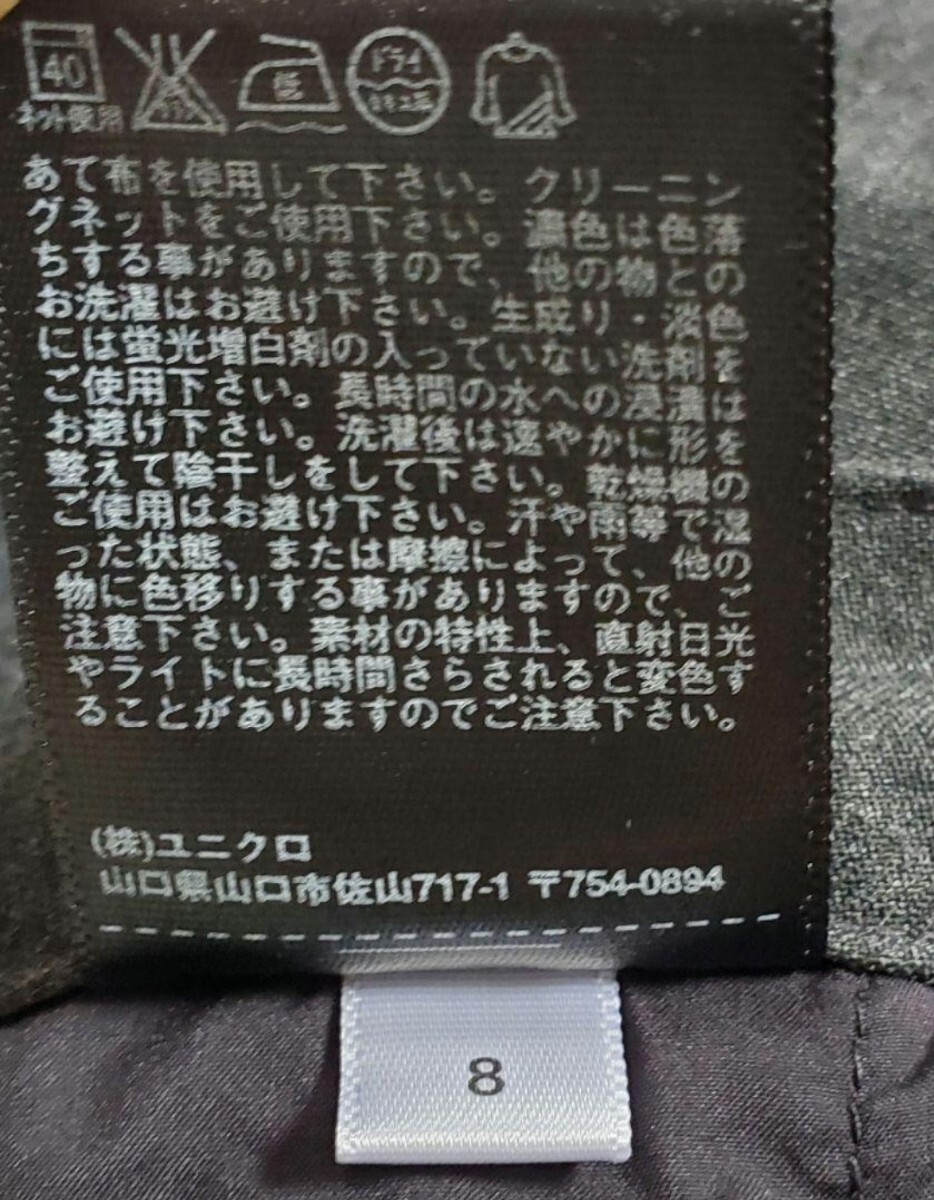 40
ネット使用
ドライ
あて布を使用して下さい。クリーニン
グネットをご使用下さい。濃色は色落
ちする事がありますので、他の物との
お洗濯はお避け下さい。生成り・淡色
には蛍光増白剤の入っていない洗剤を
ご使用下さい。長時間の水への浸漬は
お避け下さい。洗濯後は速やかに形を
整えて陰干しをして下さい。乾燥機の
ご使用はお避け下さい。汗や雨等で湿
った状態、または摩擦によって、他の
物に色移りする事がありますので、ご
注意下さい。素材の特性上、直射日光
やライトに長時間さらされると変色す
ることがありますのでご注意下さい。
(株)ユニクロ
山口県山口市佐山717-1 〒754-0894
8